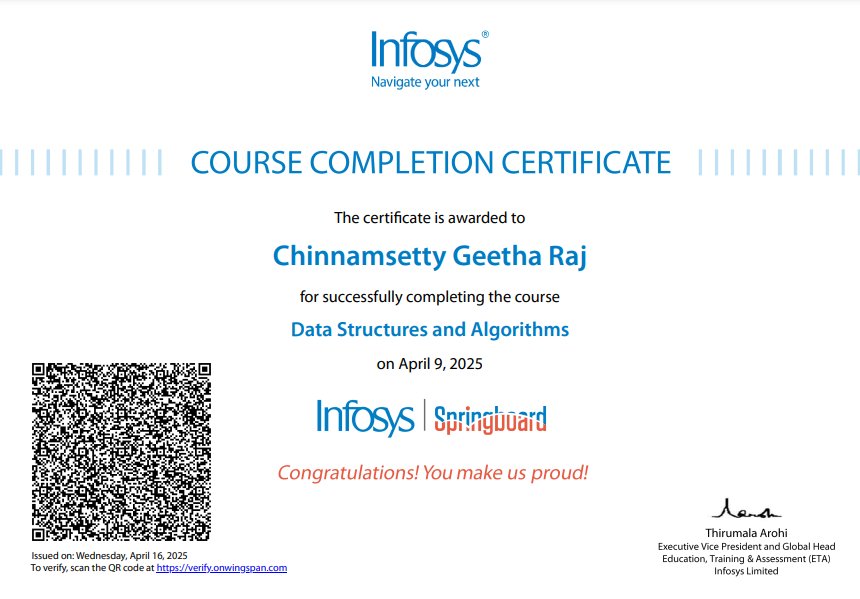 Infosys®
Navigate your next
COURSE COMPLETION CERTIFICATE
The certificate is awarded to
Chinnamsetty Geetha Raj
for successfully completing the course
Data Structures and Algorithms
on April 9, 2025
Infosys | Springboard
Congratulations! You make us proud!
Issued on: Wednesday, April 16, 2025
To verify, scan the QR code at https://verify.onwingspan.com
Thirumala Arohi
Executive Vice President and Global Head
Education, Training & Assessment (ETA)
Infosys Limited